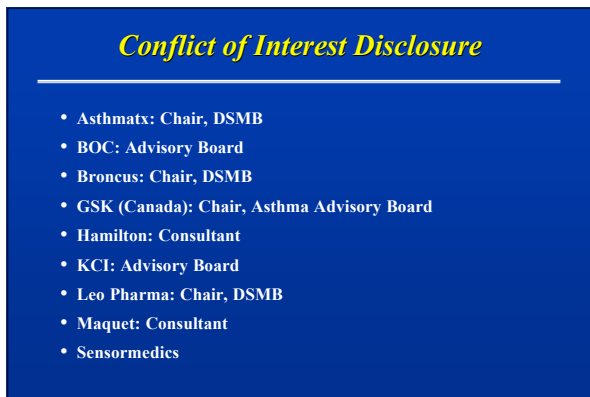 Conflict of Interest Disclosure
• Asthmatx: Chair, DSMB
• BOC: Advisory Board
• Broncus: Chair, DSMB
• GSK (Canada): Chair, Asthma Advisory Board
• Hamilton: Consultant
• KCI: Advisory Board
• Leo Pharma: Chair, DSMB
• Maquet: Consultant
• Sensormedics